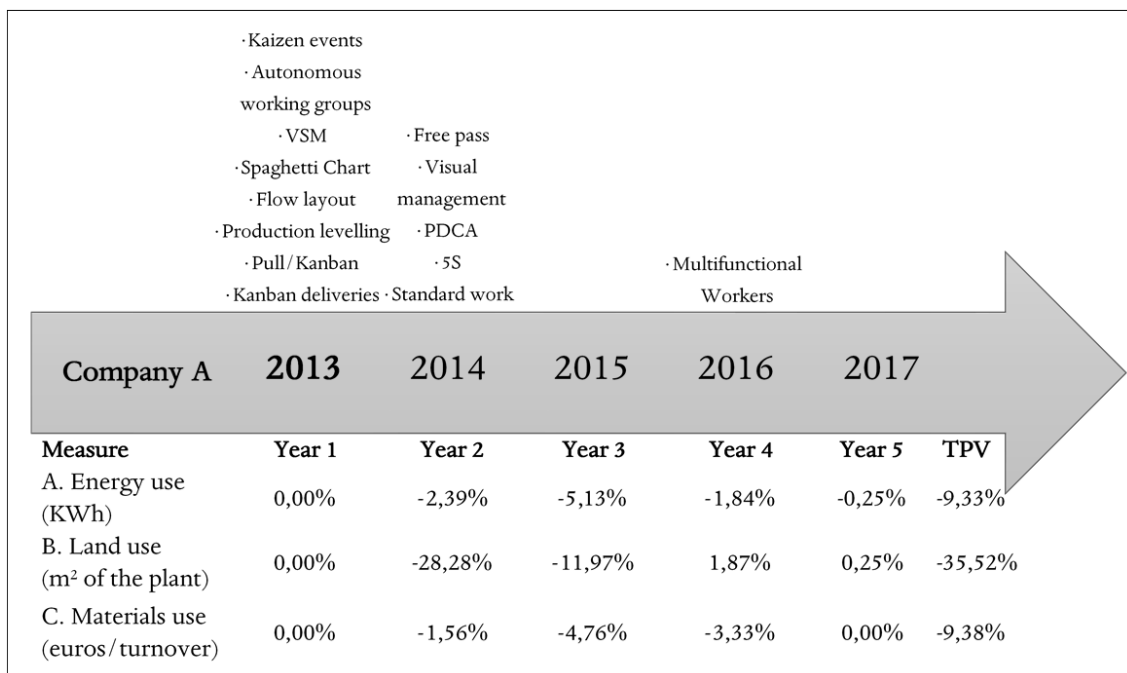 ·Kaizen events
·Autonomous
working groups
·VSM
·Spaghetti Chart
·Flow layout
·Production levelling
·Pull/Kanban
·Kanban deliveries
·Free pass
·Visual
management
·PDCA
·5S
·Standard work
·Multifunctional
Workers
Company A 2013 2014 2015 2016 2017
Measure Year 1 Year 2 Year 3 Year 4 Year 5 TPV
A. Energy use
(KWh) 0,00% -2,39% -5,13% -1,84% -0,25% -9,33%
B. Land use
(m² of the plant) 0,00% -28,28% -11,97% 1,87% 0,25% -35,52%
C. Materials use
(euros/turnover) 0,00% -1,56% -4,76% -3,33% 0,00% -9,38%